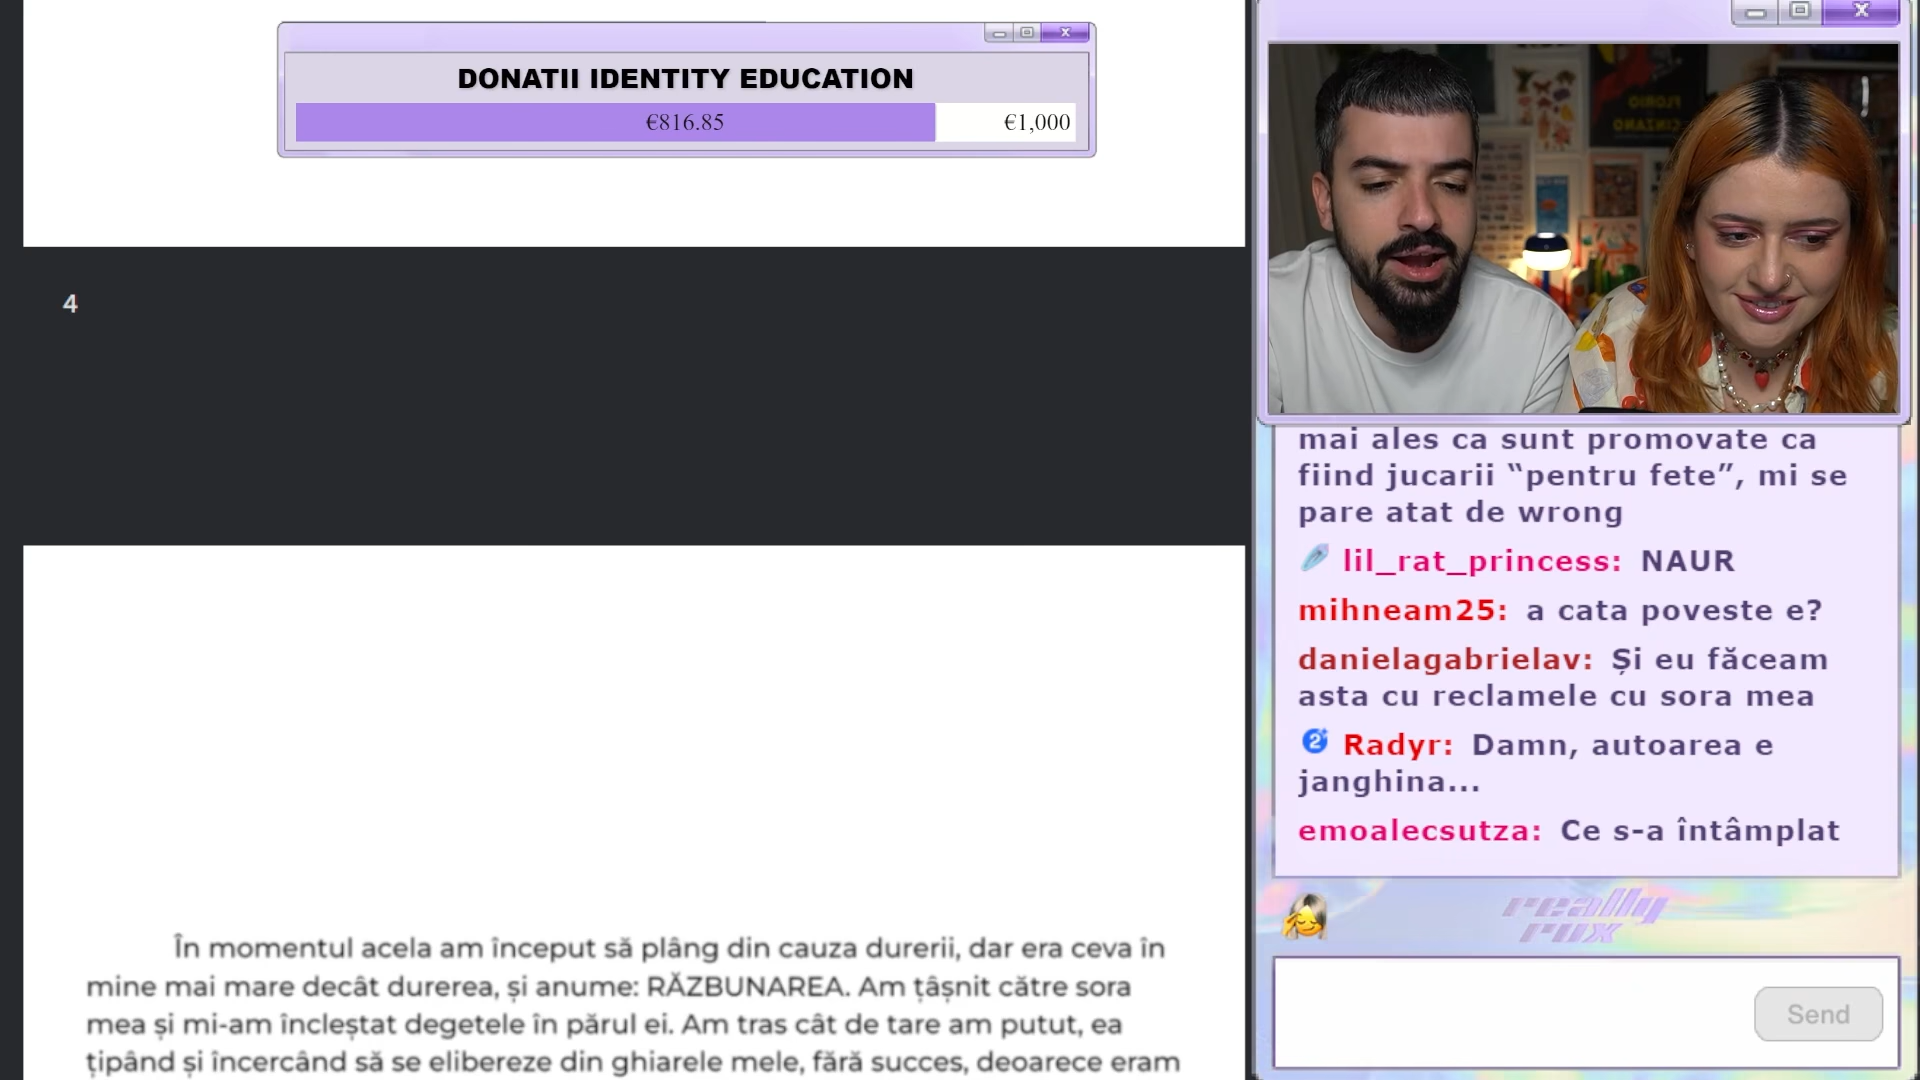 DONATII IDENTITY EDUCATION
€816.85
€1,000
4
În momentul acela am început să plâng din cauza durerii, dar era ceva în
mine mai mare decât durerea, și anume: RĂZBUNAREA. Am țâșnit către sora
mea și mi-am încleștat degetele în părul ei. Am tras cât de tare am putut, ea
țipând și încercând să se elibereze din ghiarele mele, fără succes, deoarece eram
FLORIO
CINZANO
mai ales ca sunt promovate ca
fiind jucarii “pentru fete”, mi se
pare atat de wrong
lil_rat_princess: NAUR
mihneam25: a cata poveste e?
danielagabrielav: Și eu făceam
asta cu reclamele cu sora mea
2 Radyr: Damn, autoarea e
janghina...
emoalecsutza: Ce s-a întâmplat
really
rux
Send